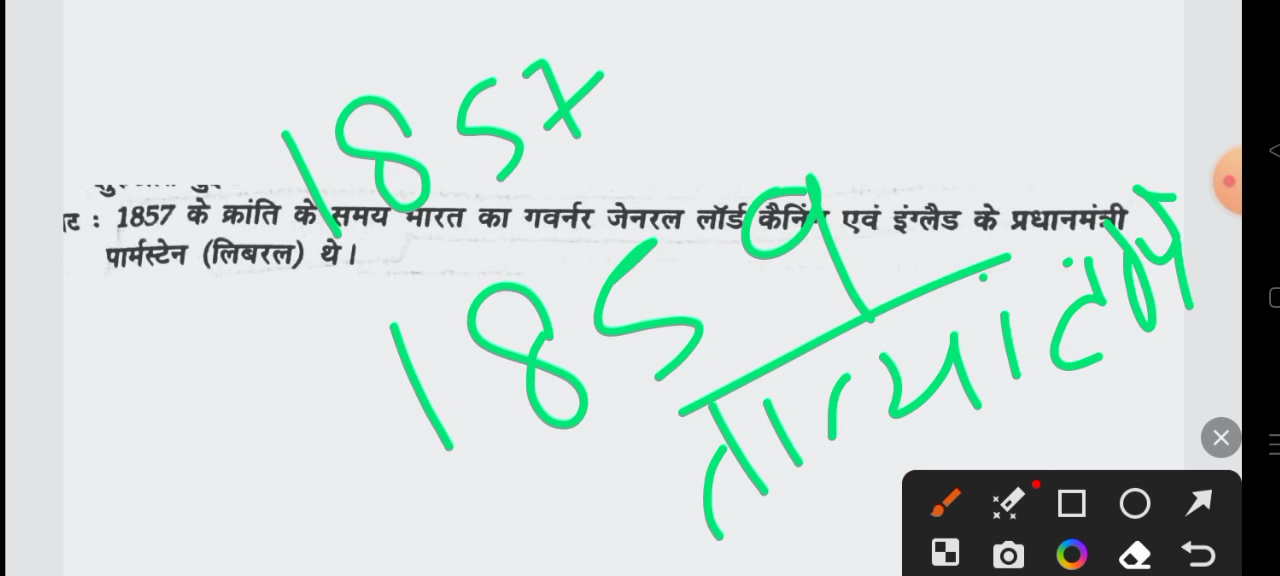 1857
ट : 1857 के क्रांति के समय भारत का गवर्नर जेनरल लॉर्ड कैनिंग एवं इंग्लैड के प्रधानमंत्री
पार्मस्टेन (लिबरल) थे।
1859
तात्यांटोपे